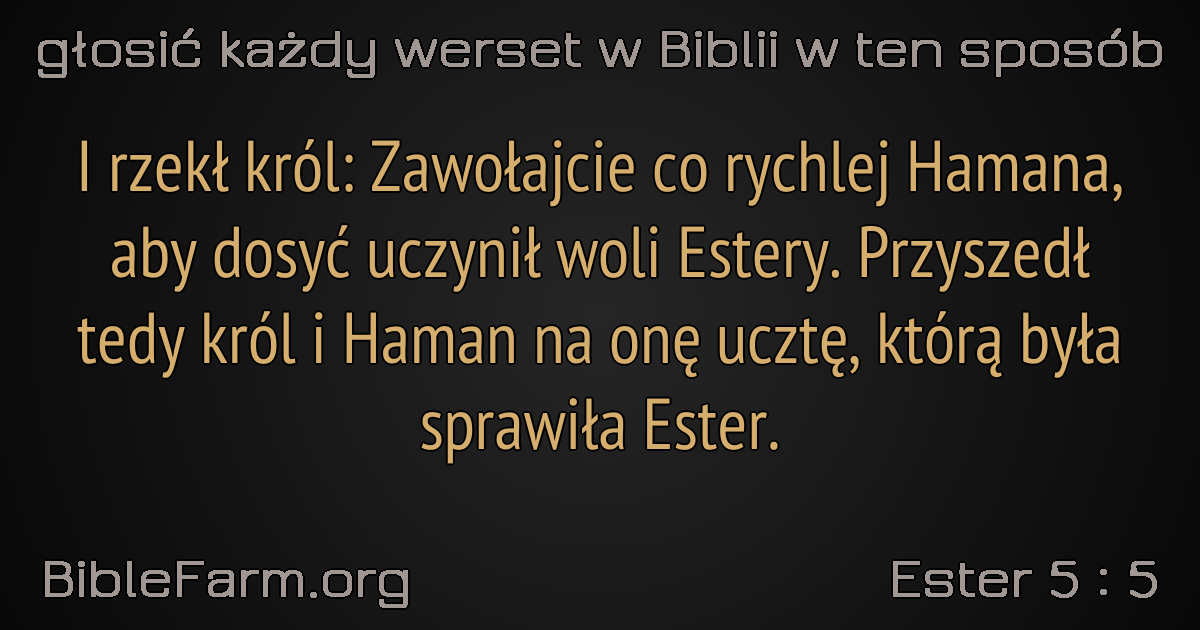 głosić każdy werset w Biblii w ten sposób
I rzekł król: Zawołajcie co rychlej Hamana,
aby dosyć uczynił woli Estery. Przyszedł
tedy król i Haman na onę ucztę, którą była
sprawiła Ester.
BibleFarm.org
Ester 5 : 5